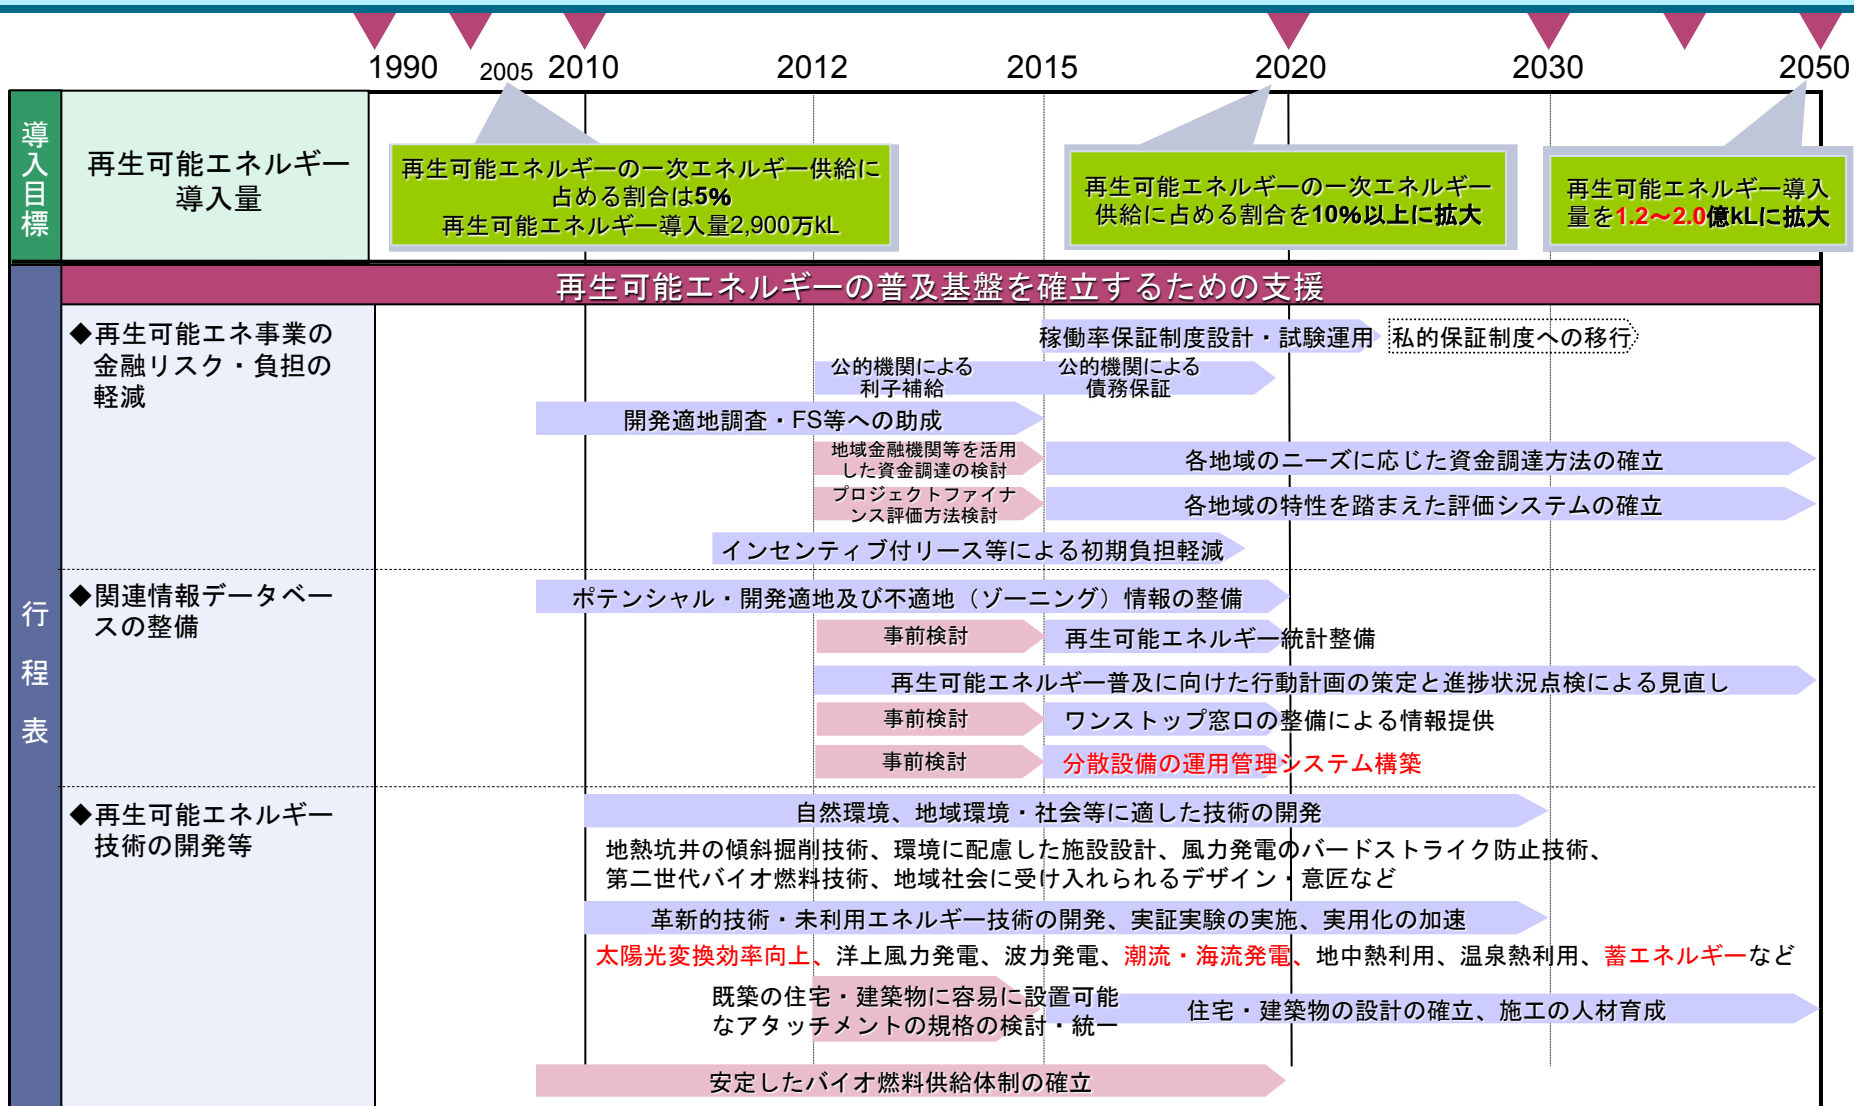 1990 2005 2010 2012 2015 2020 2030 2050
導入目標
再生可能エネルギー
導入量
再生可能エネルギーの一次エネルギー供給に
占める割合は5%
再生可能エネルギー導入量2,900万kL
再生可能エネルギーの一次エネルギー
供給に占める割合を10%以上に拡大
再生可能エネルギー導入
量を1.2～2.0億kLに拡大
行程表
再生可能エネルギーの普及基盤を確立するための支援
◆再生可能エネ事業の
金融リスク・負担の
軽減
稼働率保証制度設計・試験運用
私的保証制度への移行
公的機関による
利子補給
公的機関による
債務保証
開発適地調査・FS等への助成
地域金融機関等を活用
した資金調達の検討
各地域のニーズに応じた資金調達方法の確立
プロジェクトファイナ
ンス評価方法検討
各地域の特性を踏まえた評価システムの確立
インセンティブ付リース等による初期負担軽減
◆関連情報データベー
スの整備
ポテンシャル・開発適地及び不適地（ゾーニング）情報の整備
事前検討
再生可能エネルギー統計整備
再生可能エネルギー普及に向けた行動計画の策定と進捗状況点検による見直し
事前検討
ワンストップ窓口の整備による情報提供
事前検討
分散設備の運用管理システム構築
◆再生可能エネルギー
技術の開発等
自然環境、地域環境・社会等に適した技術の開発
地熱坑井の傾斜掘削技術、環境に配慮した施設設計、風力発電のバードストライク防止技術、
第二世代バイオ燃料技術、地域社会に受け入れられるデザイン・意匠など
革新的技術・未利用エネルギー技術の開発、実証実験の実施、実用化の加速
太陽光変換効率向上、洋上風力発電、波力発電、潮流・海流発電、地中熱利用、温泉熱利用、蓄エネルギーなど
既築の住宅・建築物に容易に設置可能
なアタッチメントの規格の検討・統一
住宅・建築物の設計の確立、施工の人材育成
安定したバイオ燃料供給体制の確立